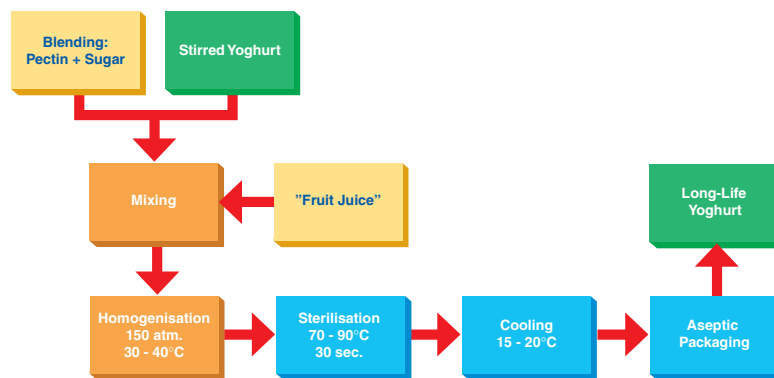 Blending:
Pectin + Sugar
Stirred Yoghurt
Mixing
”Fruit Juice”
Long-Life
Yoghurt
Homogenisation
150 atm.
30 - 40°C
Sterilisation
70 - 90°C
30 sec.
Cooling
15 - 20°C
Aseptic
Packaging